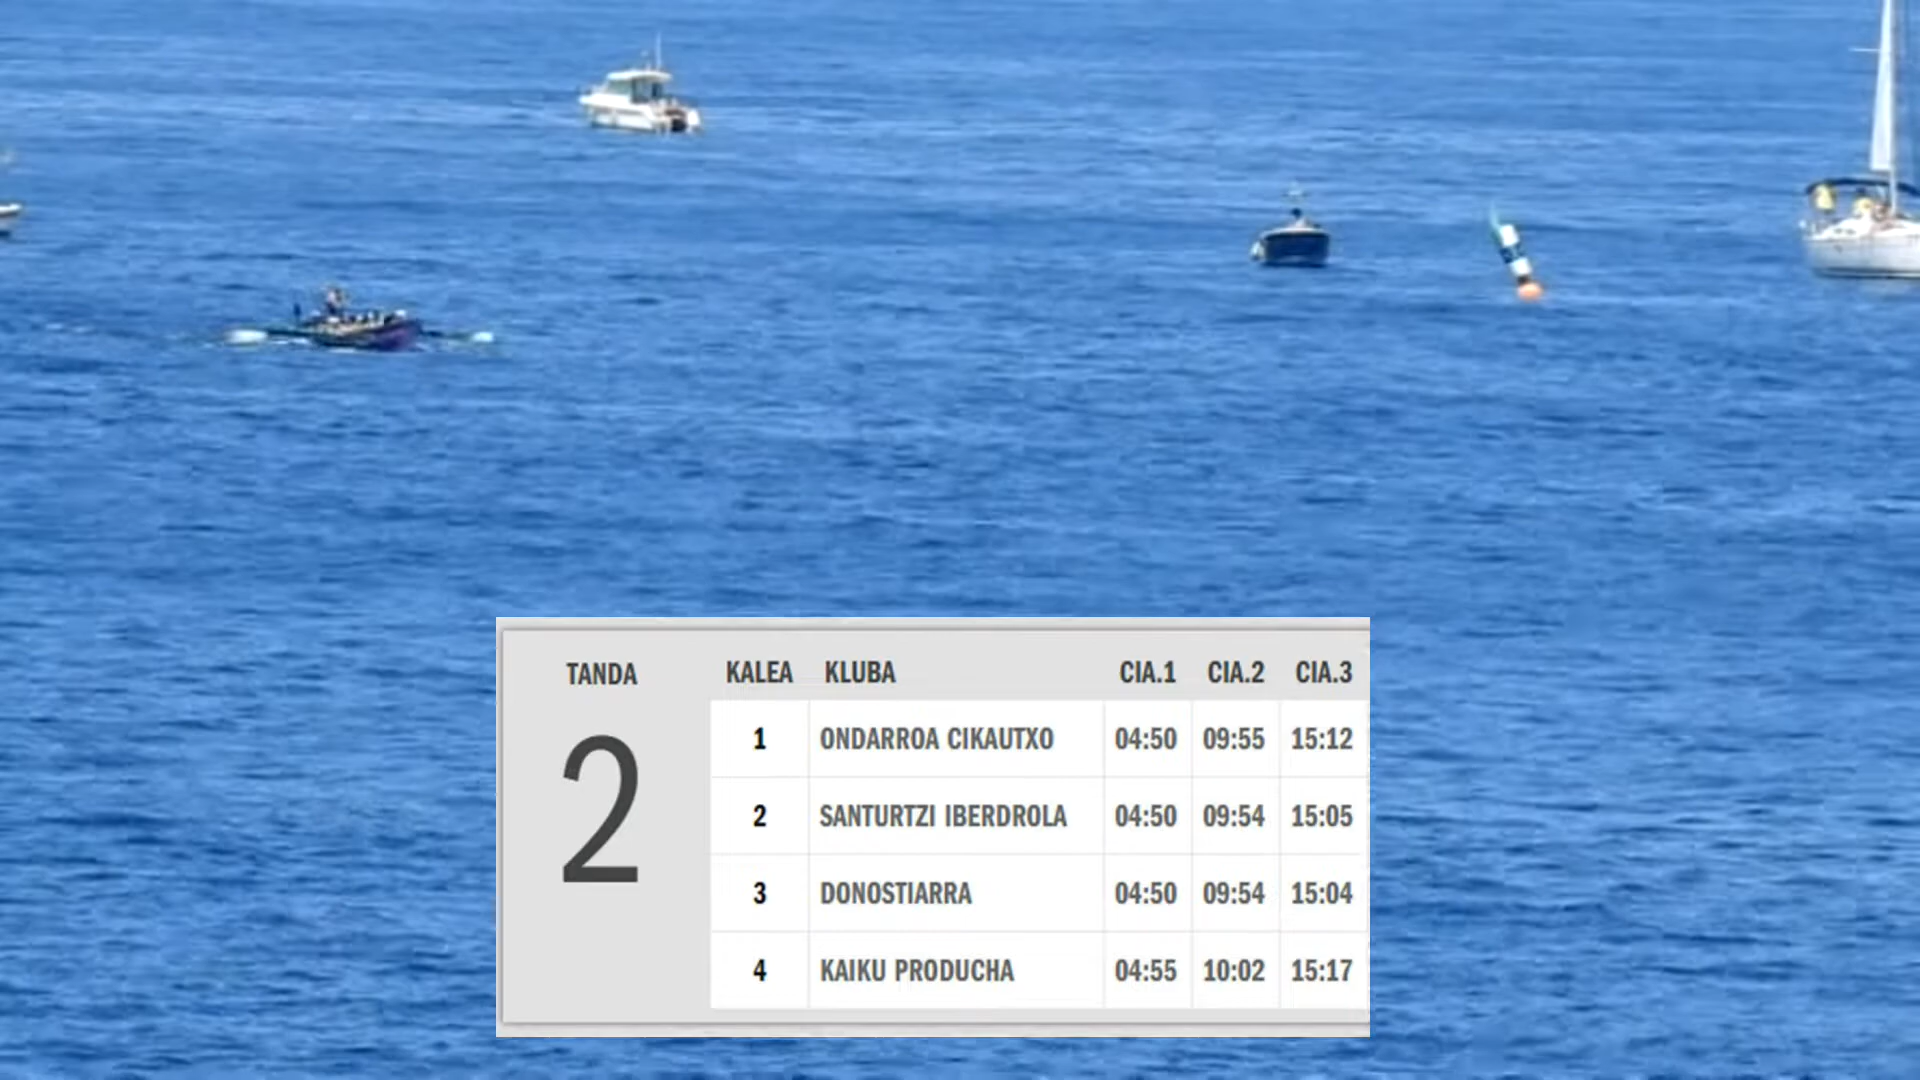 TANDA KALEA KLUBA CIA.1 CIA.2 CIA.3
2
1 ONDARROA CIKAUTXO 04:50 09:55 15:12
2 SANTURTZI IBERDROLA 04:50 09:54 15:05
3 DONOSTIARRA 04:50 09:54 15:04
4 KAIKU PRODUCHA 04:55 10:02 15:17